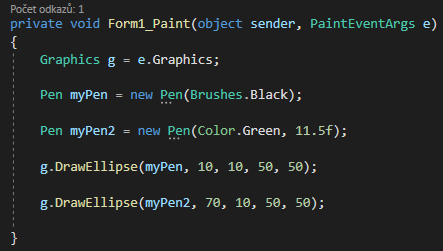 Počet odkazů: 1
private void Form1_Paint(object sender, PaintEventArgs e)
{
Graphics g = e.Graphics;
Pen myPen = new Pen(Brushes.Black);
Pen myPen2 = new Pen(Color.Green, 11.5f);
g.DrawEllipse(myPen, 10, 10, 50, 50);
g.DrawEllipse(myPen2, 70, 10, 50, 50);
}